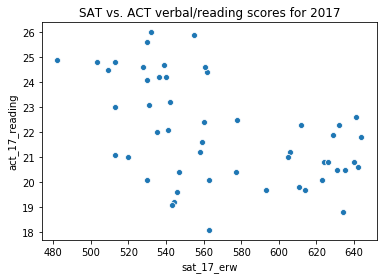 SAT vs. ACT verbal/reading scores for 2017
26
25
24
23
22
21
20
19
18
act_17_reading
480 500 520 540 560 580 600 620 640
sat_17_erw